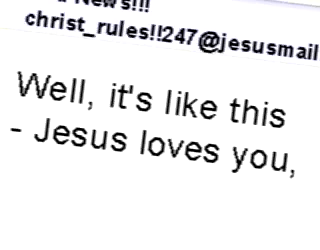 News!!!
christ_rules!!247@jesusmail
Well, it's like this
- Jesus loves you,